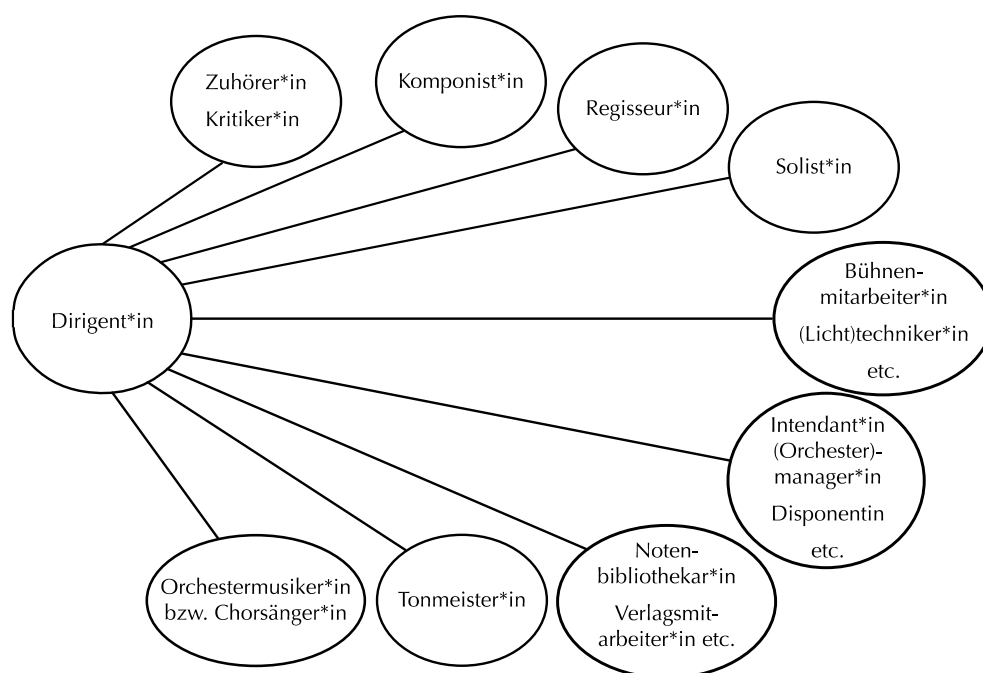 Zuhörer*in
Kritiker*in
Komponist*in
Regisseur*in
Solist*in
Dirigent*in
Bühnen-
mitarbeiter*in
(Licht)techniker*in
etc.
Intendant*in
(Orchester)-
manager*in
Disponentin
etc.
Orchestermusiker*in
bzw. Chorsänger*in
Tonmeister*in
Noten-
bibliothekar*in
Verlagsmit-
arbeiter*in etc.